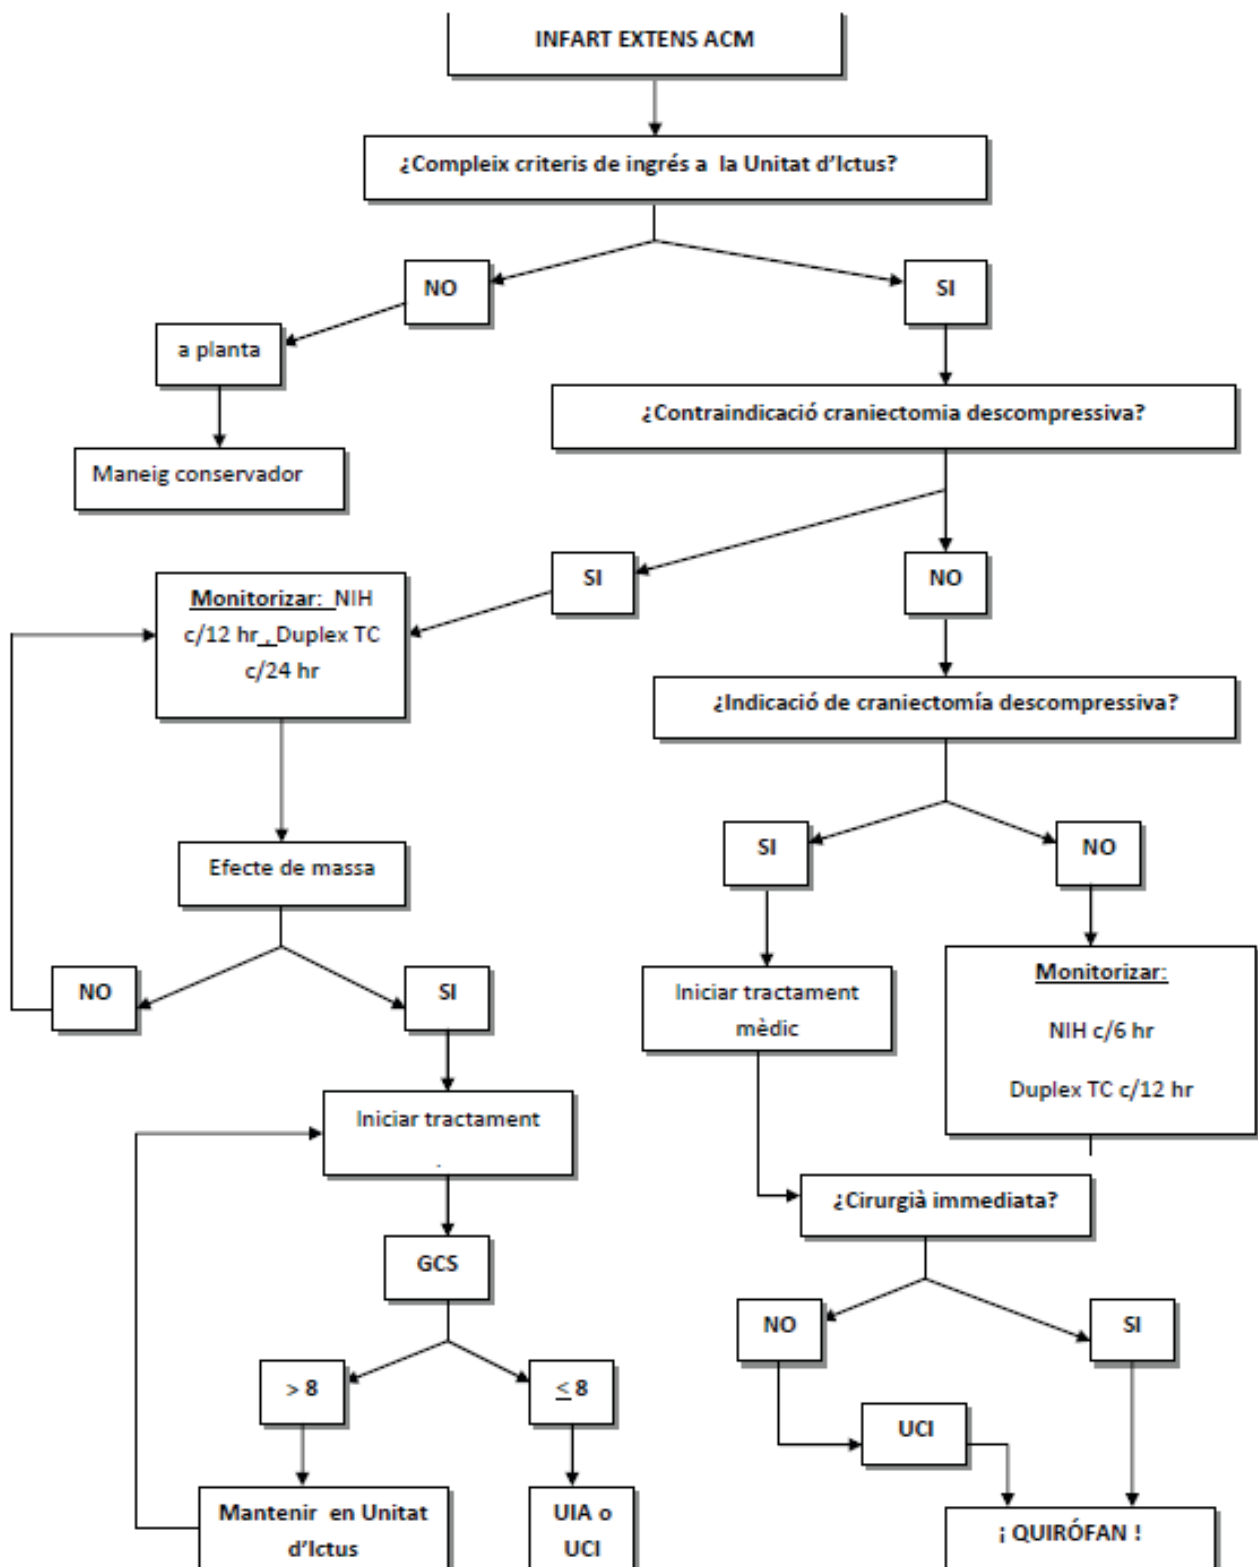 INFART EXTENS ACM
¿Compleix criteris de ingrés a la Unitat d'Ictus?
NO
SI
a planta
¿Contraindicació craniectomia descompressiva?
Maneig conservador
SI
NO
Monitorizar: NIH
c/12 hr , Duplex TC
c/24 hr
¿Indicació de craniectomía descompressiva?
Efecte de massa
SI
NO
NO
SI
Iniciar tractament
mèdic
Monitorizar:
NIH c/6 hr
Duplex TC c/12 hr
Iniciar tractament
.
¿Cirurgià immediata?
GCS
NO
SI
> 8
≤ 8
UCI
Mantenir en Unitat
d'Ictus
UIA o
UCI
¡ QUIRÓFAN !